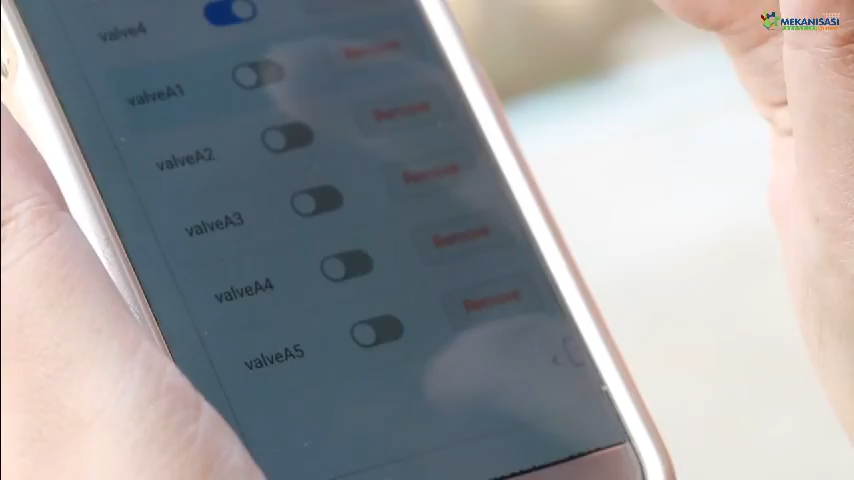 MEKANISASI
valve4
valveA1 Remove
valveA2 Remove
valveA3 Remove
valveA4 Remove
valveA5 Remove